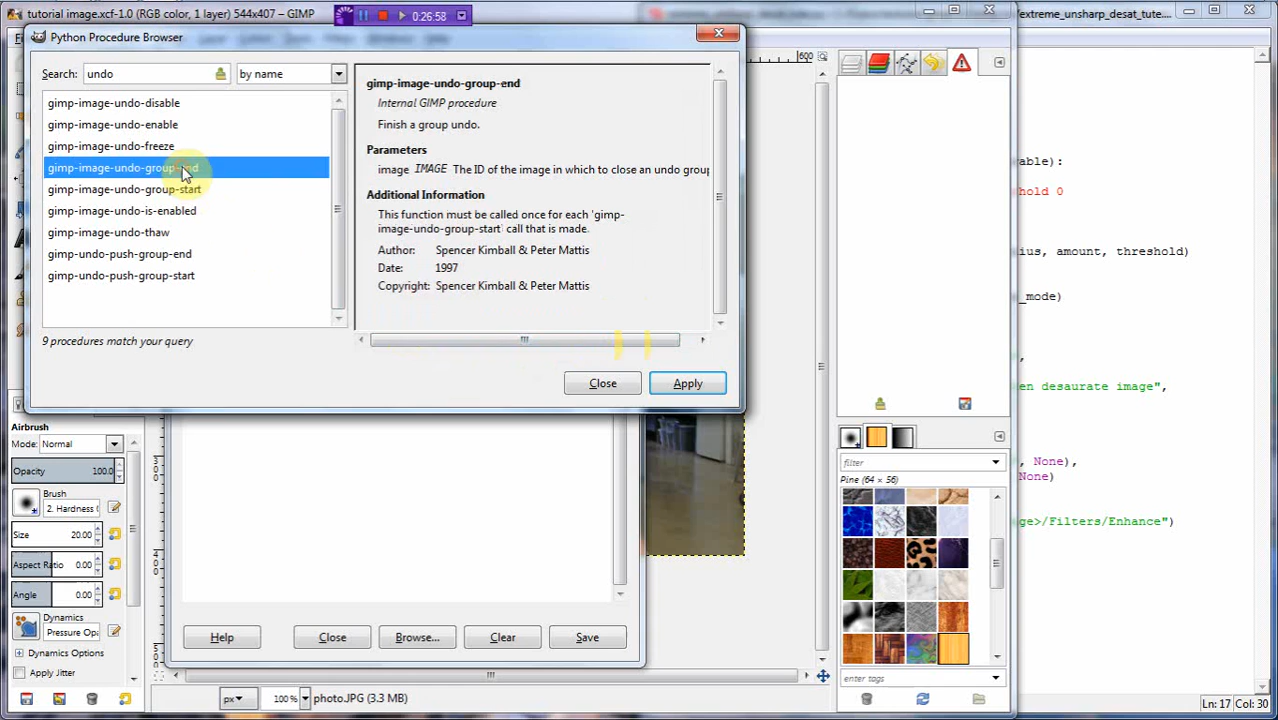 tutorial image.xcf-1.0 (RGB color, 1 layer) 544x407 – GIMP
0:26:58
/extreme_unsharp_desat_tute....
Python Procedure Browser
Search:
undo
by name
gimp-image-undo-disable
gimp-image-undo-enable
gimp-image-undo-freeze
gimp-image-undo-group-end
gimp-image-undo-group-start
gimp-image-undo-is-enabled
gimp-image-undo-thaw
gimp-undo-push-group-end
gimp-undo-push-group-start
9 procedures match your query
gimp-image-undo-group-end
Internal GIMP procedure
Finish a group undo.
Parameters
image IMAGE The ID of the image in which to close an undo group
Additional Information
This function must be called once for each 'gimp-
image-undo-group-start' call that is made.
Author: Spencer Kimball & Peter Mattis
Date: 1997
Copyright: Spencer Kimball & Peter Mattis
Close
Apply
600
able):
hold 0
ius, amount, threshold)
_mode)
en desaurate image",
, None),
None)
ge>/Filters/Enhance")
Airbrush
Mode: Normal
Opacity 100.0
Brush
2. Hardness 0
Size 20.00
Aspect Ratio 0.00
Angle 0.00
Dynamics
Pressure Opa
Dynamics Options
Apply Jitter
Help
Close
Browse...
Clear
Save
filter
Pine (64 × 56)
enter tags
px
100%
photo.JPG (3.3 MB)
Ln: 17 Col: 30